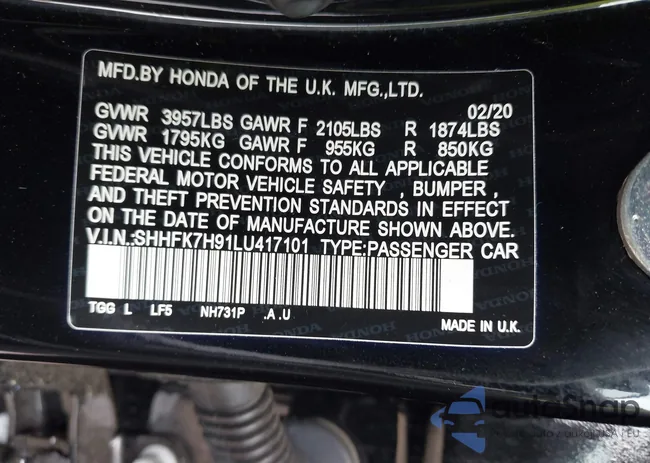 MFD.BY HONDA OF THE U.K. MFG.,LTD.
02/20
GVWR 3957LBS GAWR F 2105LBS R 1874LBS
GVWR 1795KG GAWR F 955KG R 850KG
THIS VEHICLE CONFORMS TO ALL APPLICABLE
FEDERAL MOTOR VEHICLE SAFETY , BUMPER ,
AND THEFT PREVENTION STANDARDS IN EFFECT
ON THE DATE OF MANUFACTURE SHOWN ABOVE.
V.I.N.:SHHFK7H91LU417101 TYPE:PASSENGER CAR
TGG L LF5 NH731P .A.U
MADE IN U.K.
autoShop